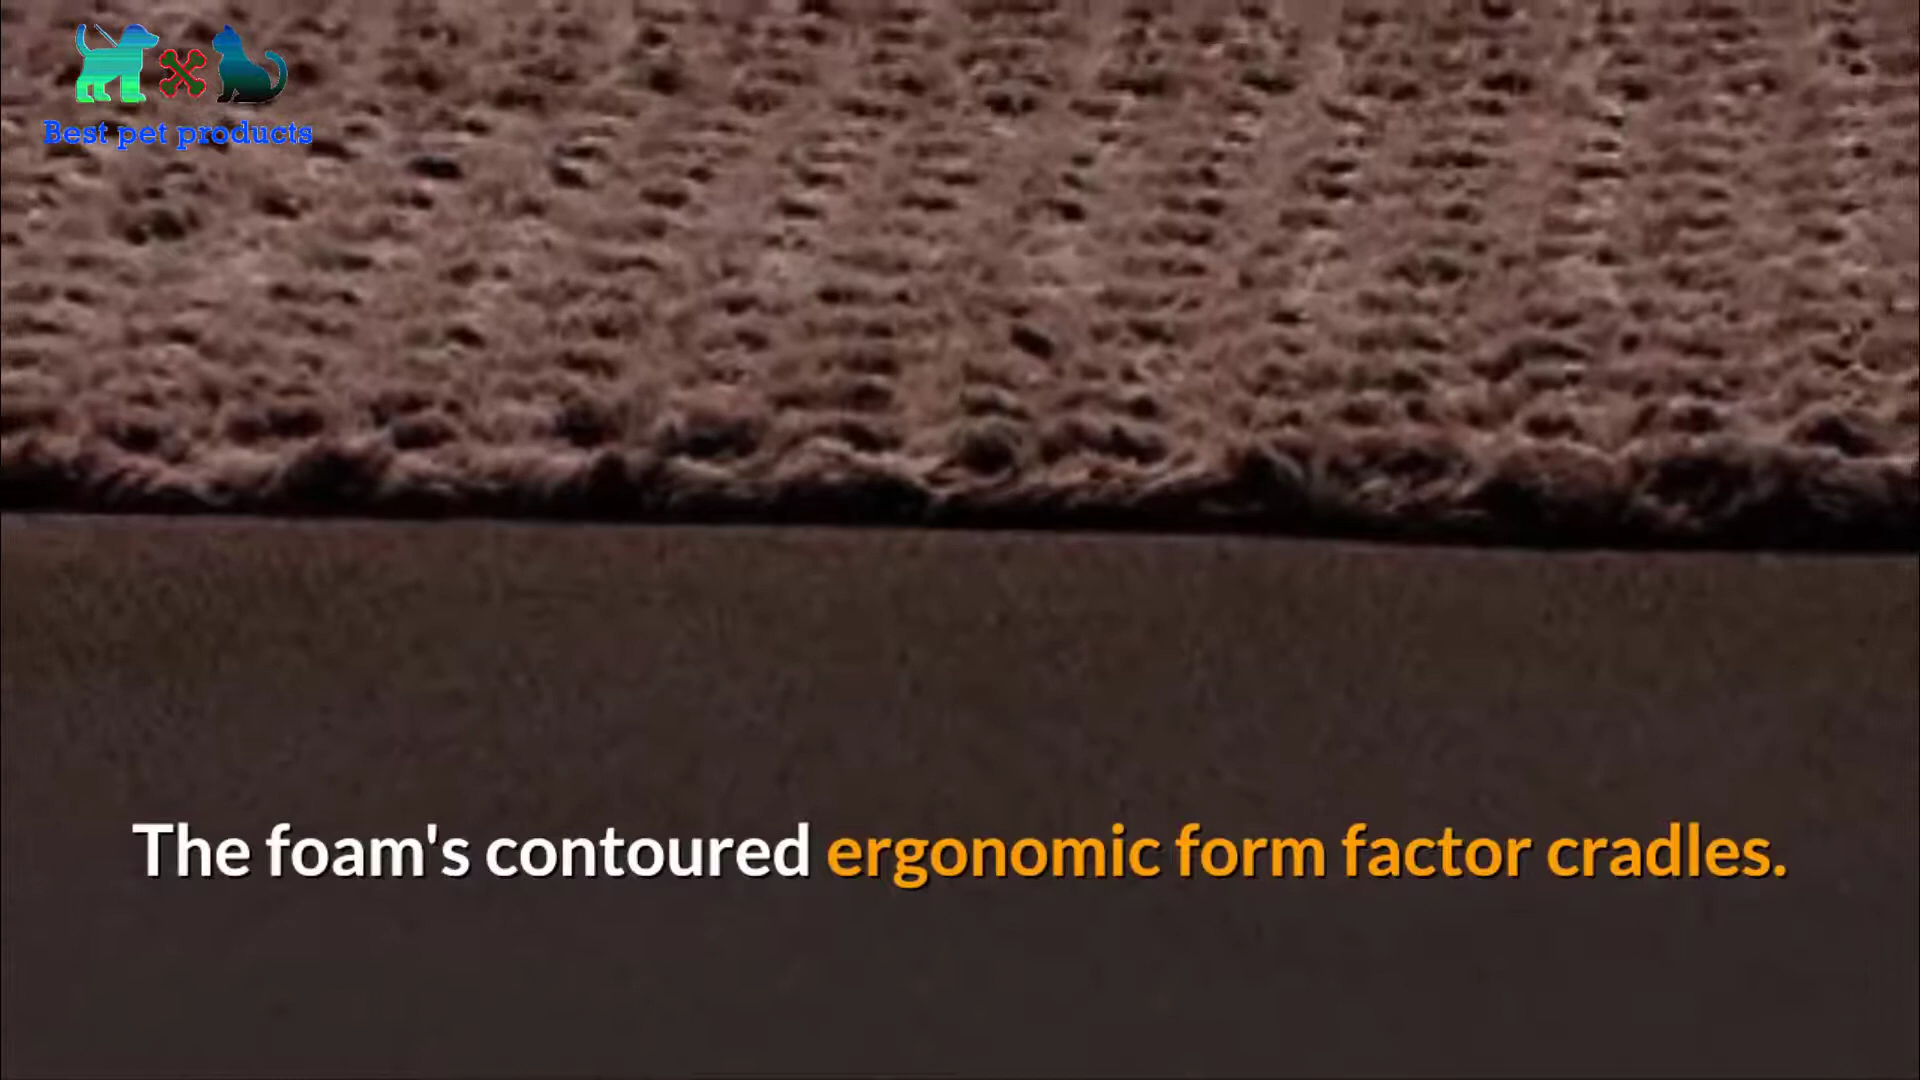 Best pet products
The foam's contoured ergonomic form factor cradles.